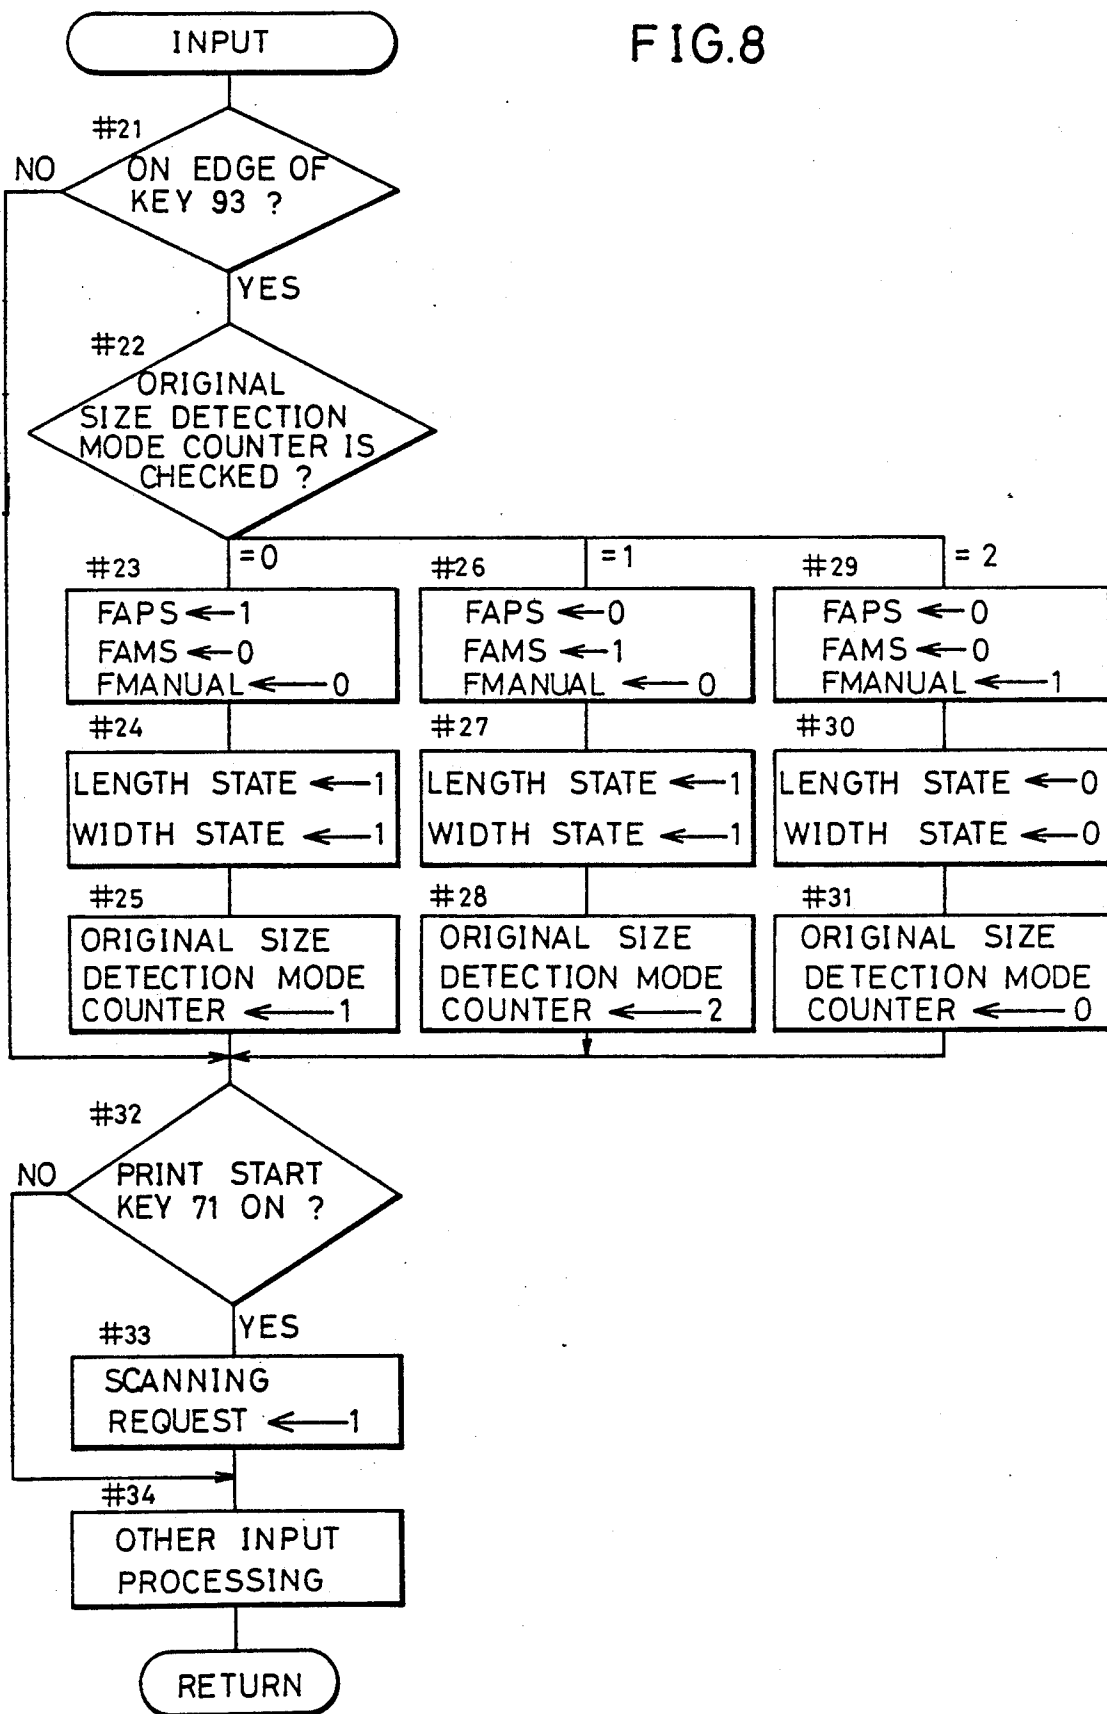 FIG.8
INPUT
#21
NO
ON EDGE OF
KEY 93 ?
YES
#22
ORIGINAL
SIZE DETECTION
MODE COUNTER IS
CHECKED ?
=0
=1
=2
#23
FAPS ← 1
FAMS ← 0
FMANUAL ← 0
#24
LENGTH STATE ← 1
WIDTH STATE ← 1
#25
ORIGINAL SIZE
DETECTION MODE
COUNTER ← 1
#26
FAPS ← 0
FAMS ← 1
FMANUAL ← 0
#27
LENGTH STATE ← 1
WIDTH STATE ← 1
#28
ORIGINAL SIZE
DETECTION MODE
COUNTER ← 2
#29
FAPS ← 0
FAMS ← 0
FMANUAL ← 1
#30
LENGTH STATE ← 0
WIDTH STATE ← 0
#31
ORIGINAL SIZE
DETECTION MODE
COUNTER ← 0
#32
NO
PRINT START
KEY 71 ON ?
YES
#33
SCANNING
REQUEST ← 1
#34
OTHER INPUT
PROCESSING
RETURN